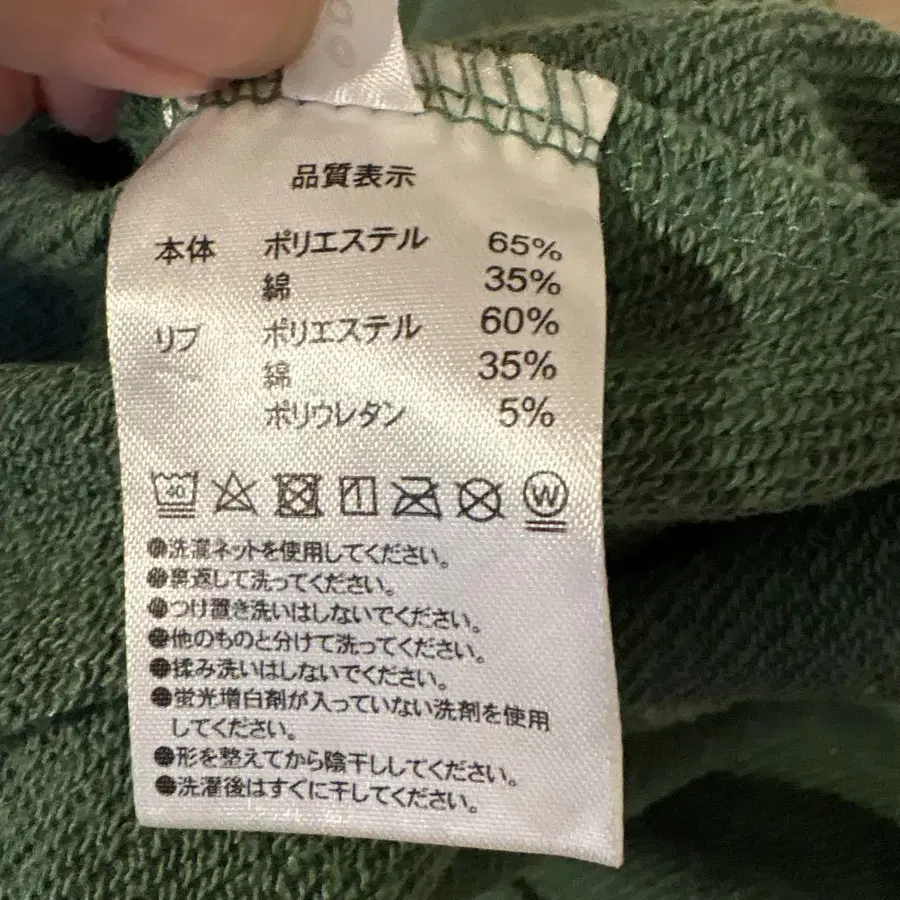 品質表示
本体 ポリエステル 65%
綿 35%
リブ ポリエステル 60%
綿 35%
ポリウレタン 5%
40 W
●洗濯ネットを使用してください。
●裏返して洗ってください。
●つけ置き洗いはしないでください。
●他のものと分けて洗ってください。
●揉み洗いはしないでください。
●蛍光増白剤が入っていない洗剤を使用
してください。
●形を整えてから陰干ししてください。
●洗濯後はすぐに干してください。